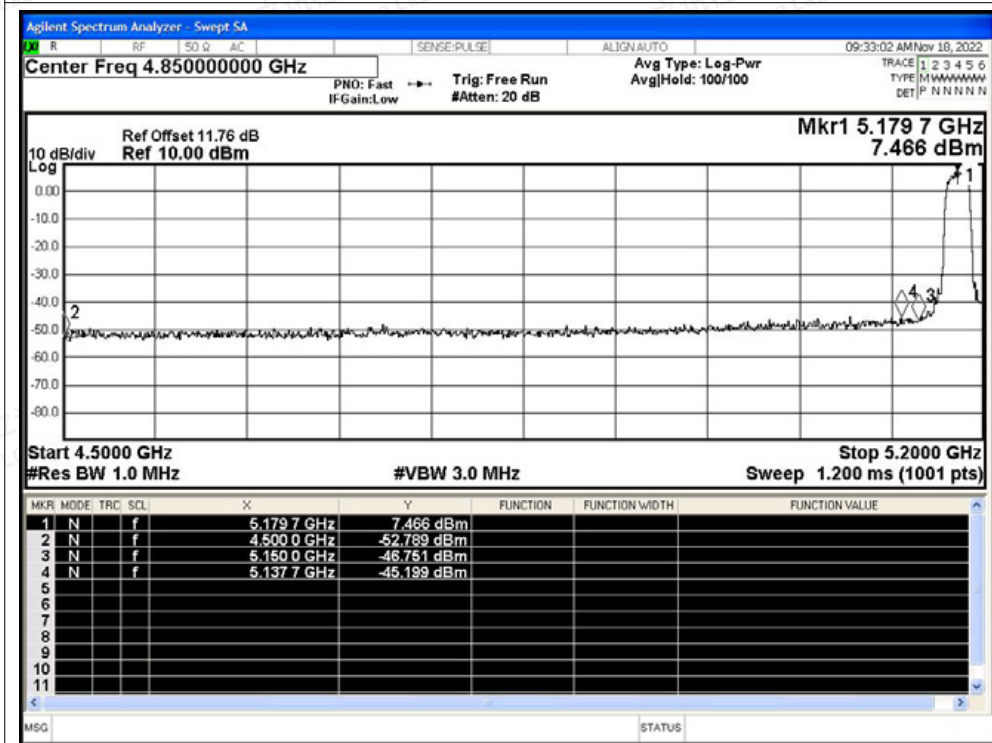 Agilent Spectrum Analyzer - Swept SA
R RF 50 Ω AC SENSE:PULSE ALIGN AUTO 09:33:02 AM Nov 18, 2022
Center Freq 4.850000000 GHz Avg Type: Log-Pwr TRACE 1 2 3 4 5 6
PNO: Fast Trig: Free Run Avg|Hold: 100/100 TYPE M WWWWW
IFGain:Low #Atten: 20 dB DET P N N N N N
Mkr1 5.179 7 GHz
Ref Offset 11.76 dB
10 dB/div Ref 10.00 dBm 7.466 dBm
Log
1
0.00
-10.0
-20.0
-30.0
-40.0 4 3
2
-50.0
-60.0
-70.0
-80.0
Start 4.5000 GHz Stop 5.2000 GHz
#Res BW 1.0 MHz #VBW 3.0 MHz Sweep 1.200 ms (1001 pts)
MKR MODE TRC SCL X Y FUNCTION FUNCTION WIDTH FUNCTION VALUE
1 N f 5.179 7 GHz 7.466 dBm
2 N f 4.500 0 GHz -52.789 dBm
3 N f 5.150 0 GHz -46.751 dBm
4 N f 5.137 7 GHz -45.199 dBm
5
6
7
8
9
10
11
MSG STATUS